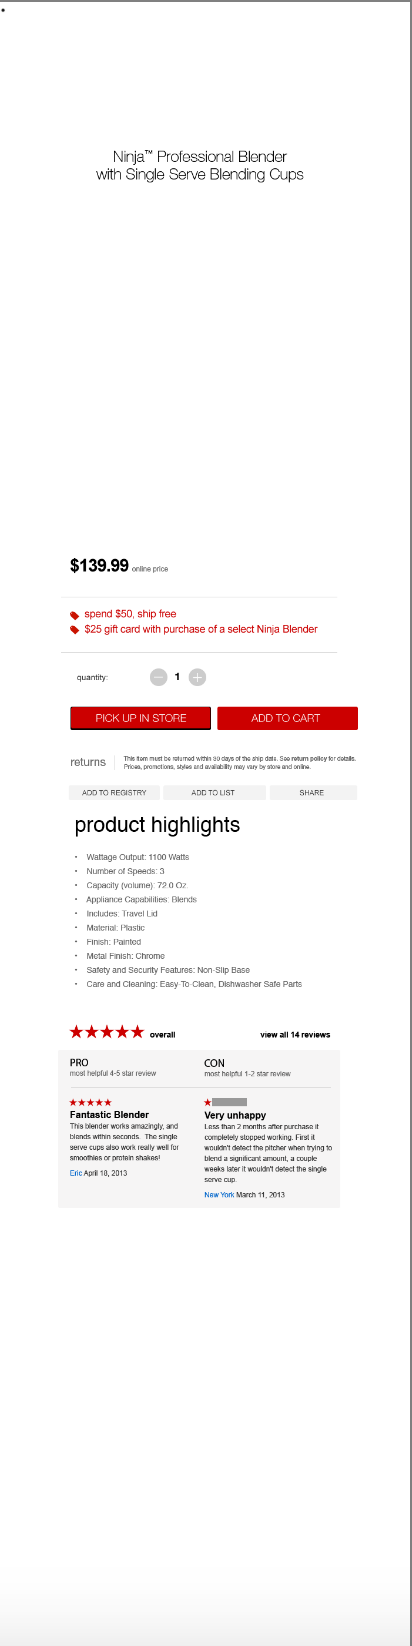 Ninja™ Professional Blender
with Single Serve Blending Cups
$139.99 online price
spend $50, ship free
$25 gift card with purchase of a select Ninja Blender
quantity: 1
PICK UP IN STORE ADD TO CART
returns
This item must be returned within 30 days of the ship date. See return policy for details.
Prices, promotions, styles and availability may vary by store and online.
ADD TO REGISTRY ADD TO LIST SHARE
product highlights
• Wattage Output: 1100 Watts
• Number of Speeds: 3
• Capacity (volume): 72.0 Oz.
• Appliance Capabilities: Blends
• Includes: Travel Lid
• Material: Plastic
• Finish: Painted
• Metal Finish: Chrome
• Safety and Security Features: Non-Slip Base
• Care and Cleaning: Easy-To-Clean, Dishwasher Safe Parts
overall view all 14 reviews
PRO
most helpful 4-5 star review
Fantastic Blender
This blender works amazingly, and
blends within seconds. The single
serve cups also work really well for
smoothies or protein shakes!
Eric April 18, 2013
CON
most helpful 1-2 star review
Very unhappy
Less than 2 months after purchase it
completely stopped working. First it
wouldn't detect the pitcher when trying to
blend a significant amount, a couple
weeks later it wouldn't detect the single
serve cup.
New York March 11, 2013